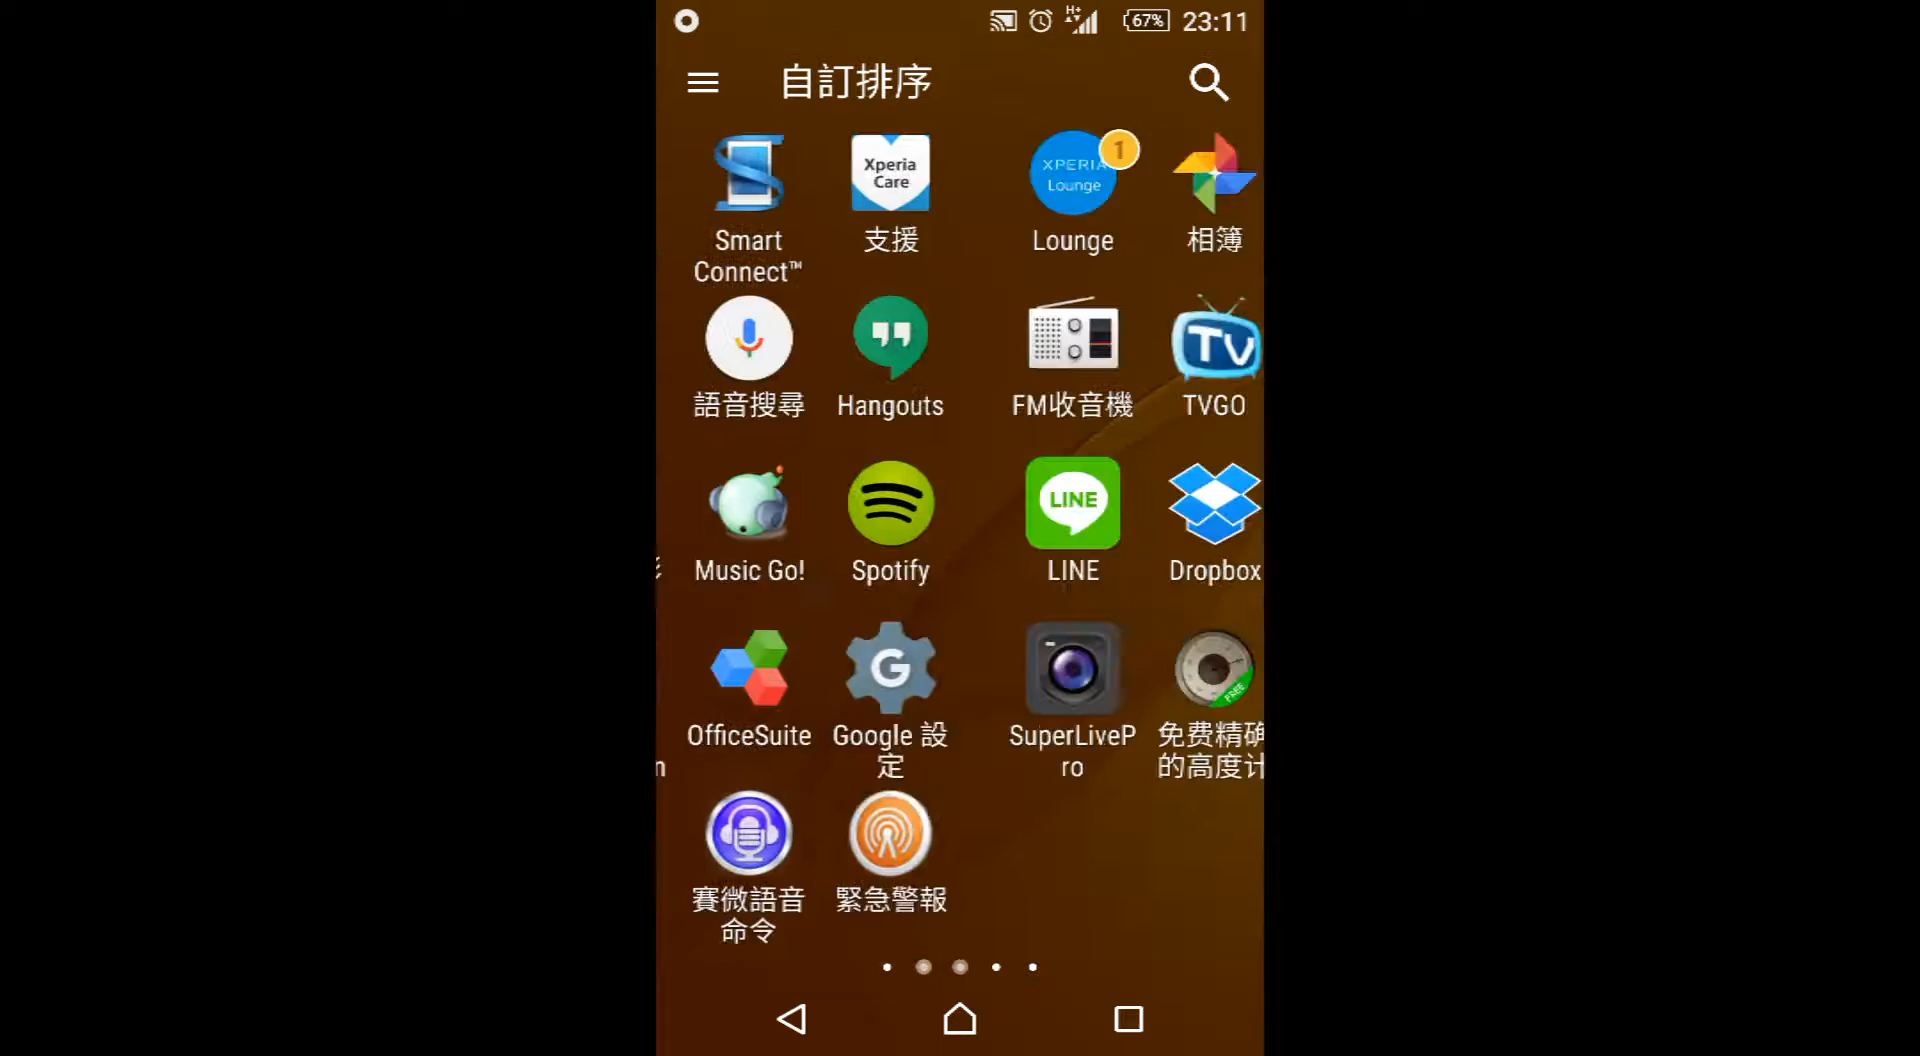 H+
67%
23:11
自訂排序
Xperia
Care
XPERIA
Lounge
1
Smart
Connect™
支援
Lounge
相簿
TV
語音搜尋
Hangouts
FM收音機
TVGO
LINE
Music Go!
Spotify
LINE
Dropbox
G
FREE
OfficeSuite
Google 設
定
SuperLiveP
ro
免费精确
的高度计
n
賽微語音
命令
緊急警報